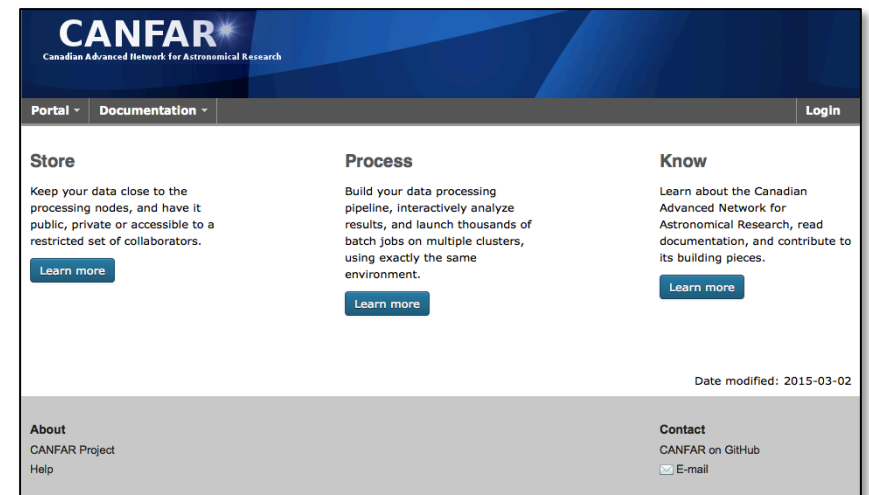 CANFAR
Canadian Advanced Network for Astronomical Research
Portal
Documentation
Login
Store
Keep your data close to the
processing nodes, and have it
public, private or accessible to a
restricted set of collaborators.
Learn more
Process
Build your data processing
pipeline, interactively analyze
results, and launch thousands of
batch jobs on multiple clusters,
using exactly the same
environment.
Learn more
Know
Learn about the Canadian
Advanced Network for
Astronomical Research, read
documentation, and contribute to
its building pieces.
Learn more
Date modified: 2015-03-02
About
CANFAR Project
Help
Contact
CANFAR on GitHub
E-mail